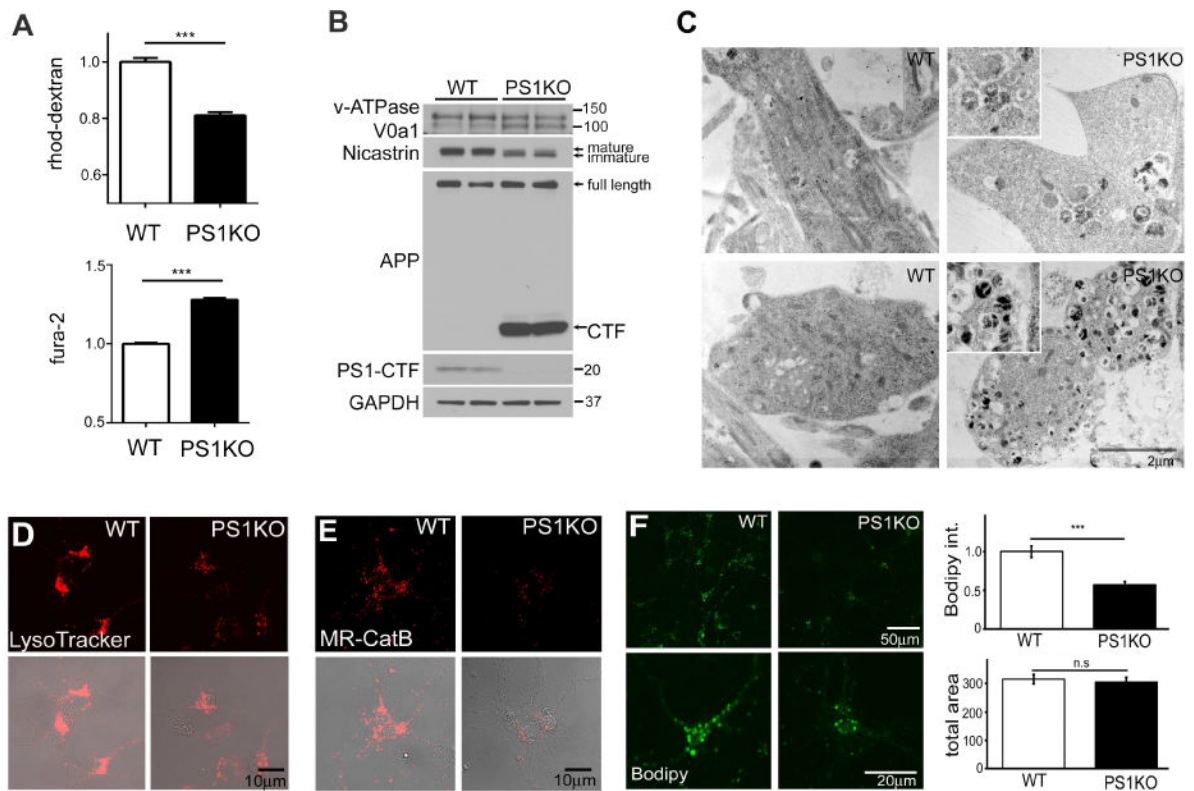 A
***
rhod-dextran
1.0
0.8
0.6
WT PS1KO
***
fura-2
1.5
1.0
0.5
WT PS1KO
B
WT PS1KO
v-ATPase
V0a1
150
100
Nicastrin
mature
immature
full length
APP
CTF
PS1-CTF
20
GAPDH
37
C
WT
PS1KO
WT
PS1KO
2µm
D
WT
PS1KO
LysoTracker
10µm
E
WT
PS1KO
MR-CatB
10µm
F
WT
PS1KO
50µm
Bodipy
20µm
***
Bodipy int.
1.0
0.5
0
WT PS1KO
n.s
total area
300
200
100
0
WT PS1KO